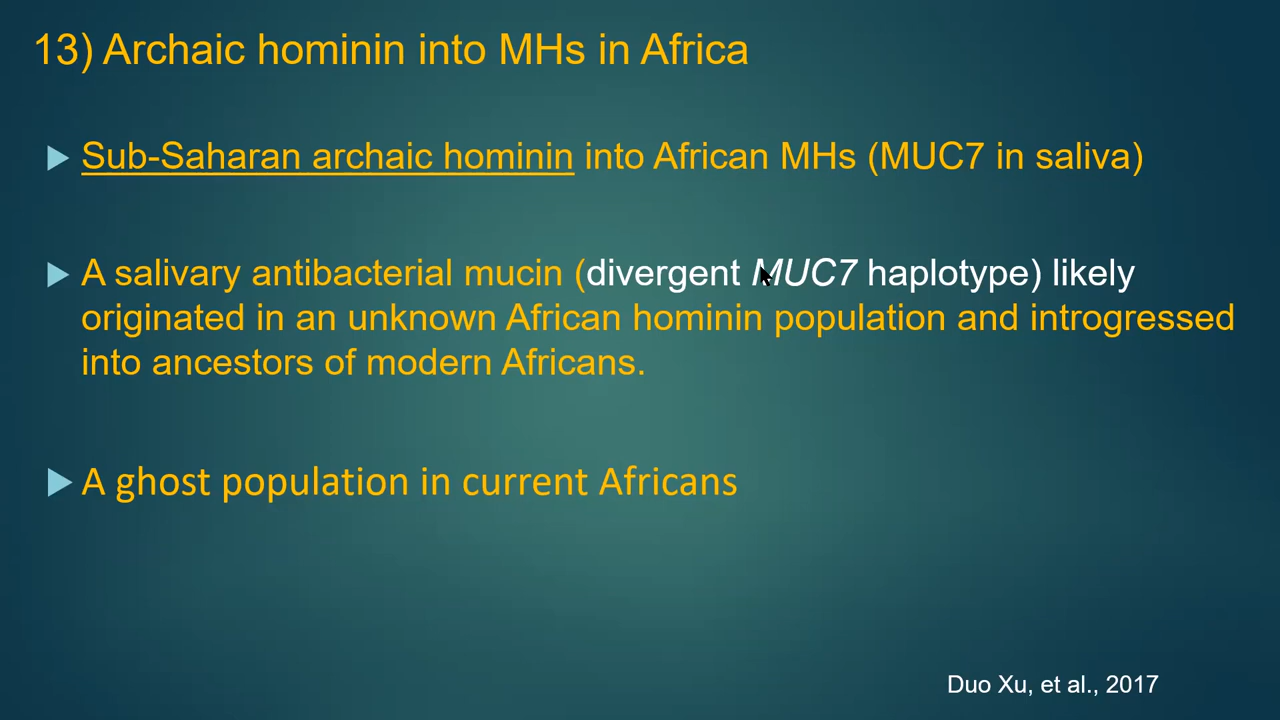 13) Archaic hominin into MHs in Africa
Sub-Saharan archaic hominin into African MHs (MUC7 in saliva)
A salivary antibacterial mucin (divergent MUC7 haplotype) likely
originated in an unknown African hominin population and introgressed
into ancestors of modern Africans.
A ghost population in current Africans
Duo Xu, et al., 2017